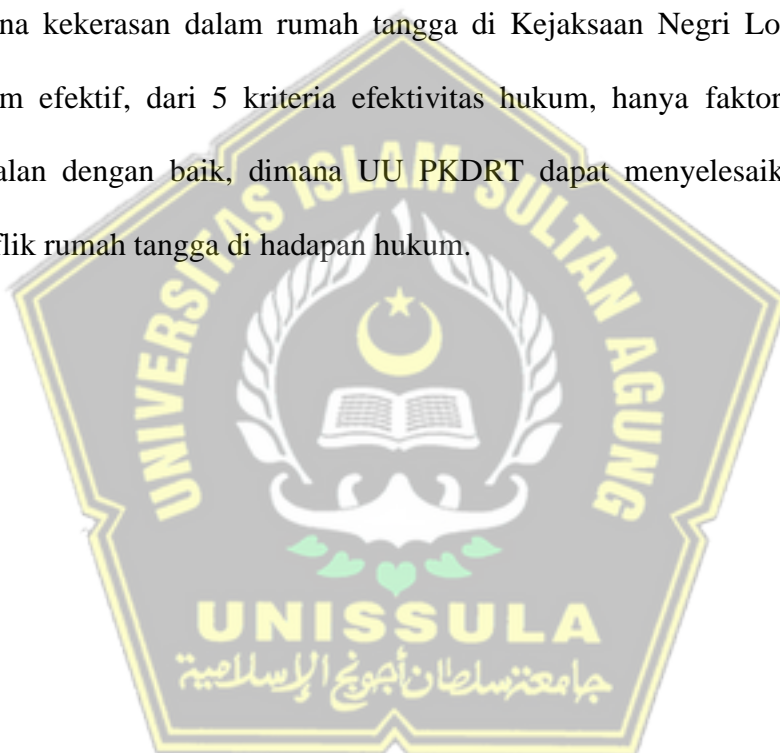 na kekerasan dalam rumah tangga di Kejaksaan Negri Lo
m efektif, dari 5 kriteria efektivitas hukum, hanya faktor
alan dengan baik, dimana UU PKDRT dapat menyelesaik
flik rumah tangga di hadapan hukum.
UNIVERSITAS ISLAM SULTAN AGUNG
UNISSULA
جامعة سلطان أجونج الإسلامية